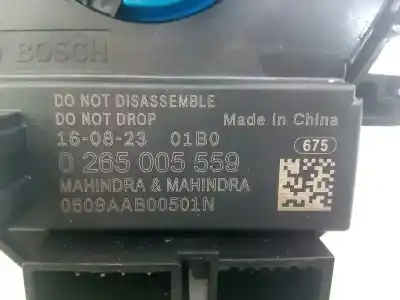 BOSCH
DO NOT DISASSEMBLE
DO NOT DROP Made in China
16-08-23 01B0
675
0 265 005 559
MAHINDRA & MAHINDRA
0609AAB00501N